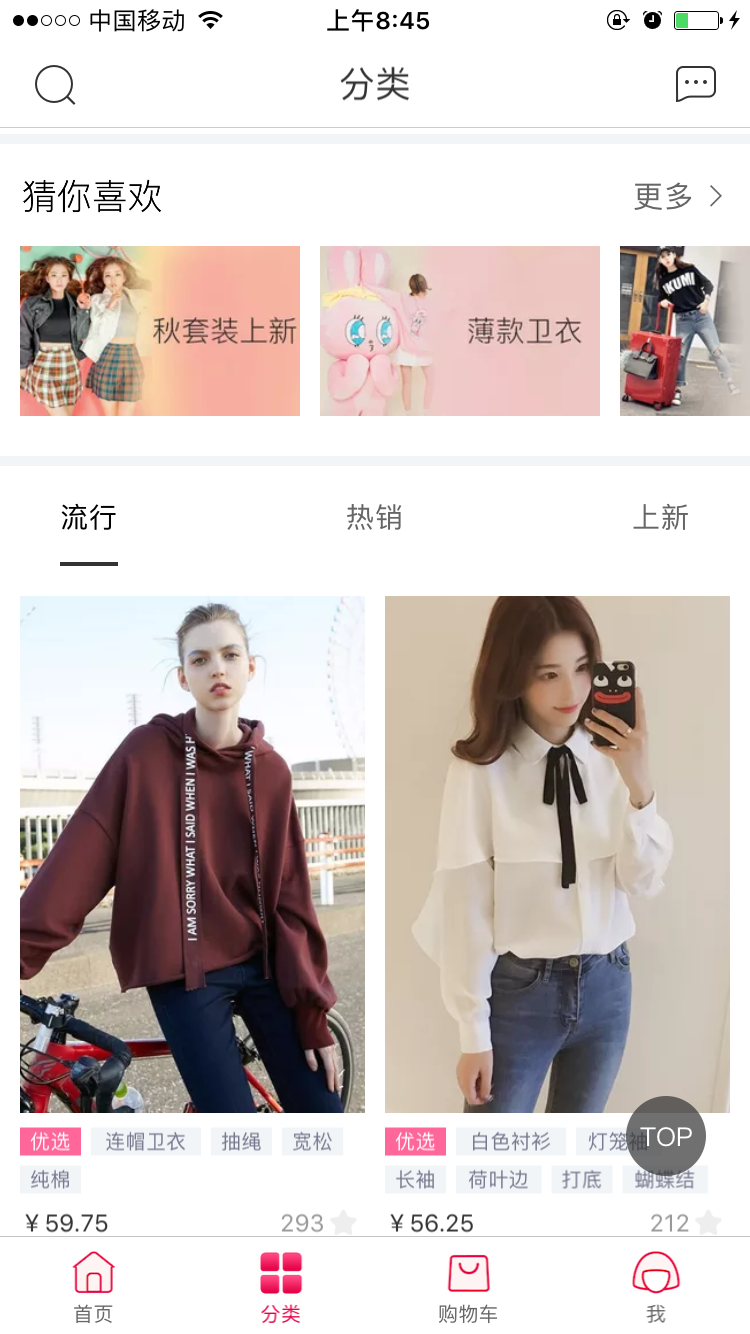 中国移动 上午8:45
分类
猜你喜欢 更多
秋套装上新 薄款卫衣
KUMI
流行 热销 上新
I AM SORRY WHAT I SAID WHEN I WAS H
优选 连帽卫衣 抽绳 宽松
纯棉
¥ 59.75 293
优选 白色衬衫 灯笼袖
长袖 荷叶边 打底 蝴蝶结
¥ 56.25 212
TOP
首页 分类 购物车 我